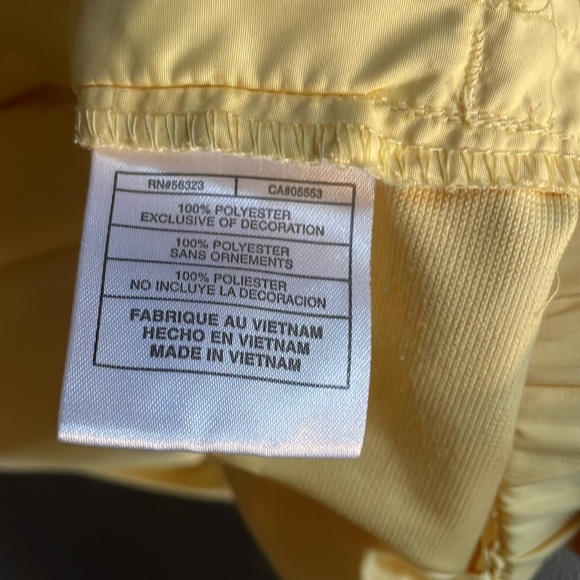 RN#56323 CA#05553
100% POLYESTER
EXCLUSIVE OF DECORATION
100% POLYESTER
SANS ORNEMENTS
100% POLIESTER
NO INCLUYE LA DECORACION
FABRIQUE AU VIETNAM
HECHO EN VIETNAM
MADE IN VIETNAM